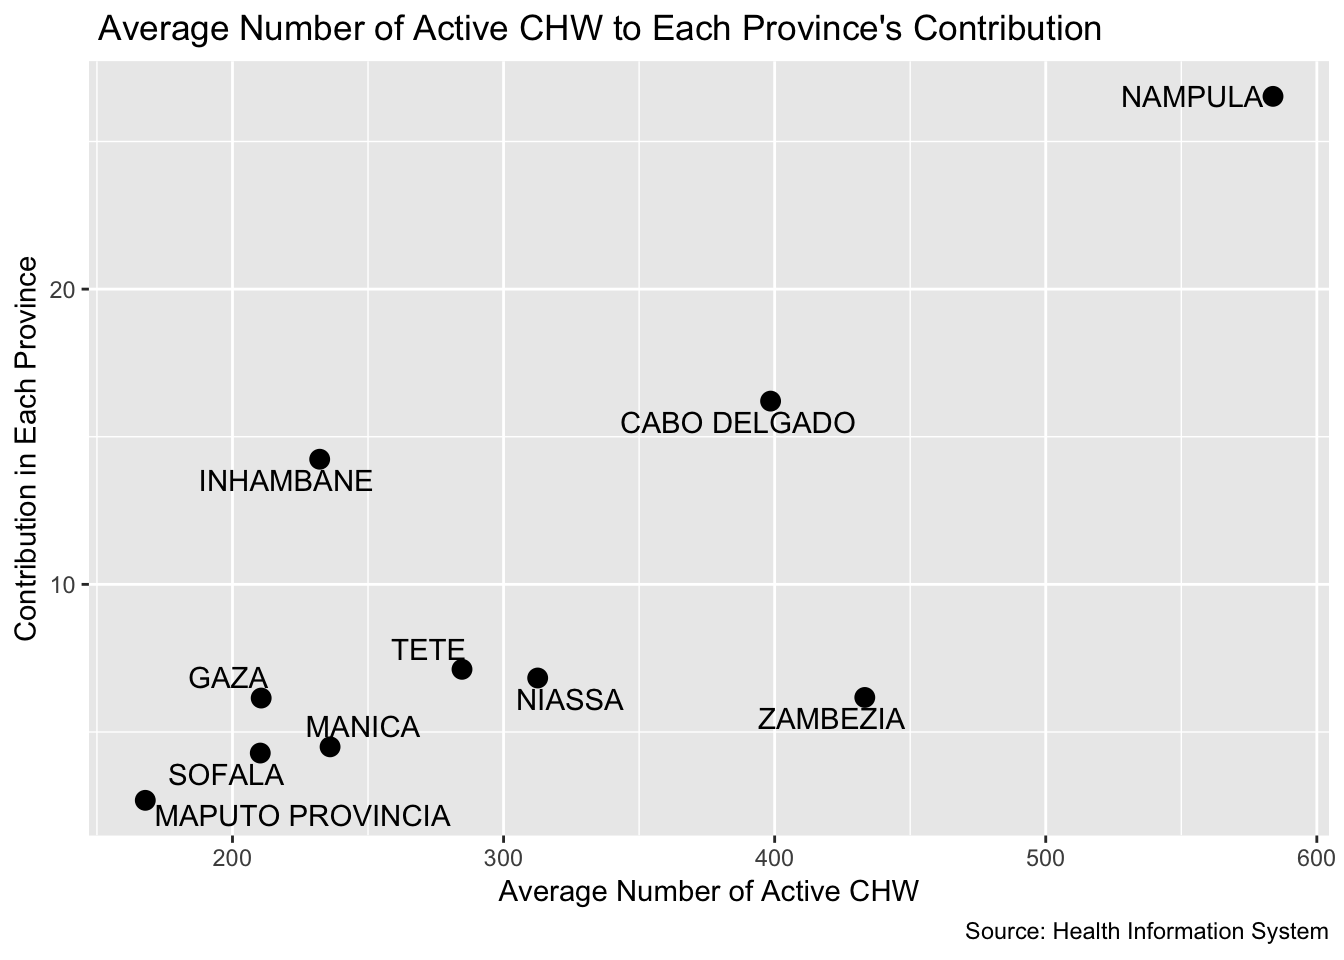 Average Number of Active CHW to Each Province's Contribution
NAMPULA
20
CABO DELGADO
INHAMBANE
Contribution in Each Province
10
TETE
GAZA
NIASSA
ZAMBEZIA
MANICA
SOFALA
MAPUTO PROVINCIA
200 300 400 500 600
Average Number of Active CHW
Source: Health Information System